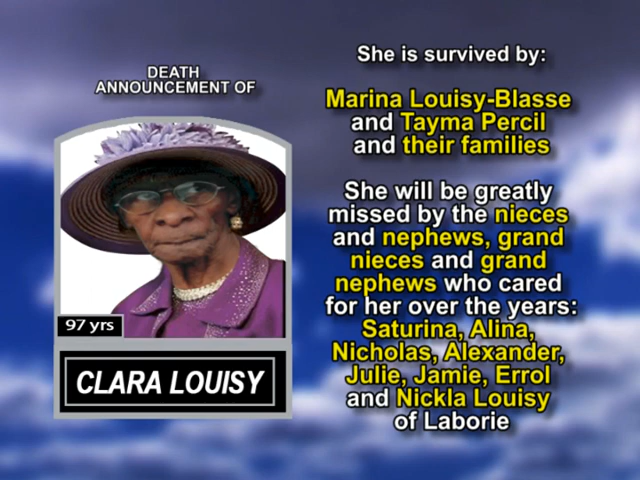 DEATH
ANNOUNCEMENT OF
97 yrs
CLARA LOUISY
She is survived by:
Marina Louisy-Blasse
and Tayma Percil
and their families
She will be greatly
missed by the nieces
and nephews, grand
nieces and grand
nephews who cared
for her over the years:
Saturina, Alina,
Nicholas, Alexander,
Julie, Jamie, Errol
and Nickla Louisy
of Laborie